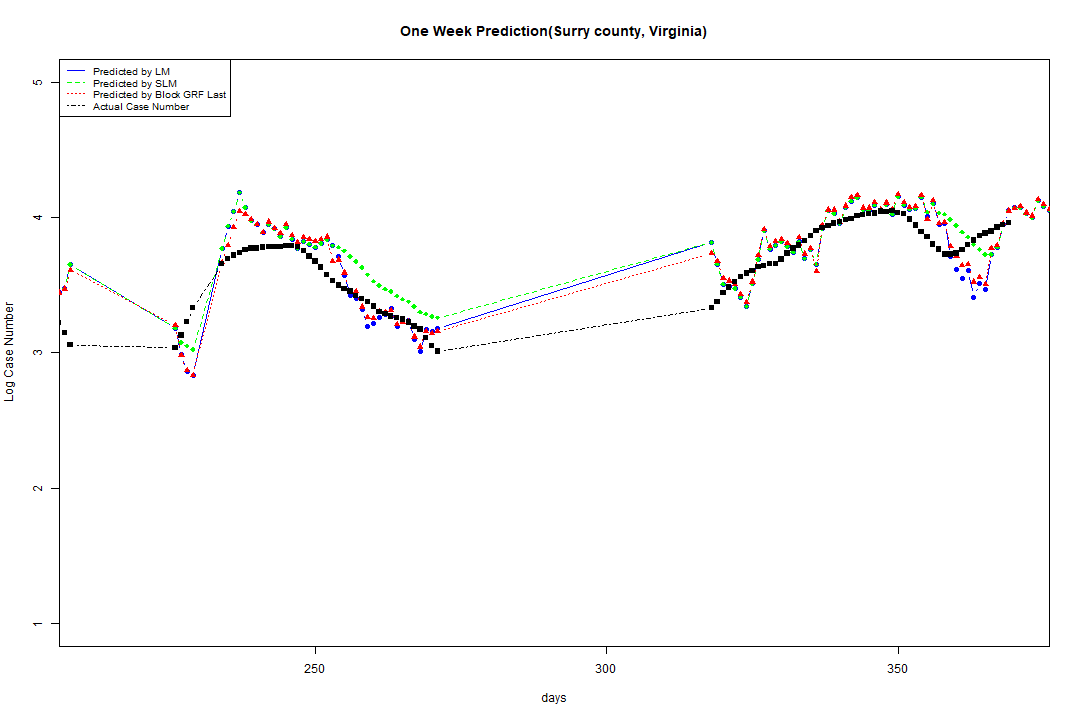 One Week Prediction(Surry county, Virginia)
Predicted by LM
Predicted by SLM
Predicted by Block GRF Last
Actual Case Number
5
4
3
2
1
Log Case Number
250
300
350
days